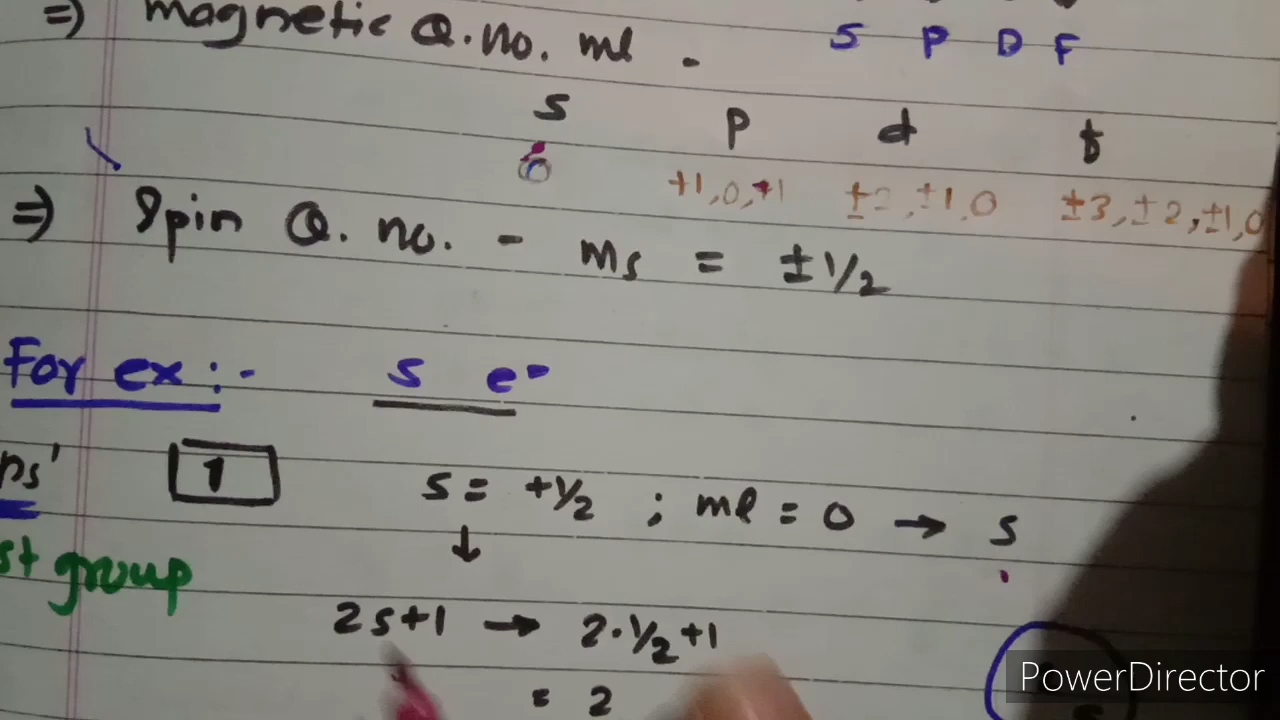 ⇒ magnetic Q.no. ml - S P D F
s p d f
0 +1,0,+1 ±2,±1,0 ±3,±2,±1,0
⇒ Spin Q. no. - ms = ±1/2
For ex:- s e-
ns' 1 s = +1/2 ; ml = 0 → S
st group
2s+1 → 2·1/2+1
= 2
PowerDirector